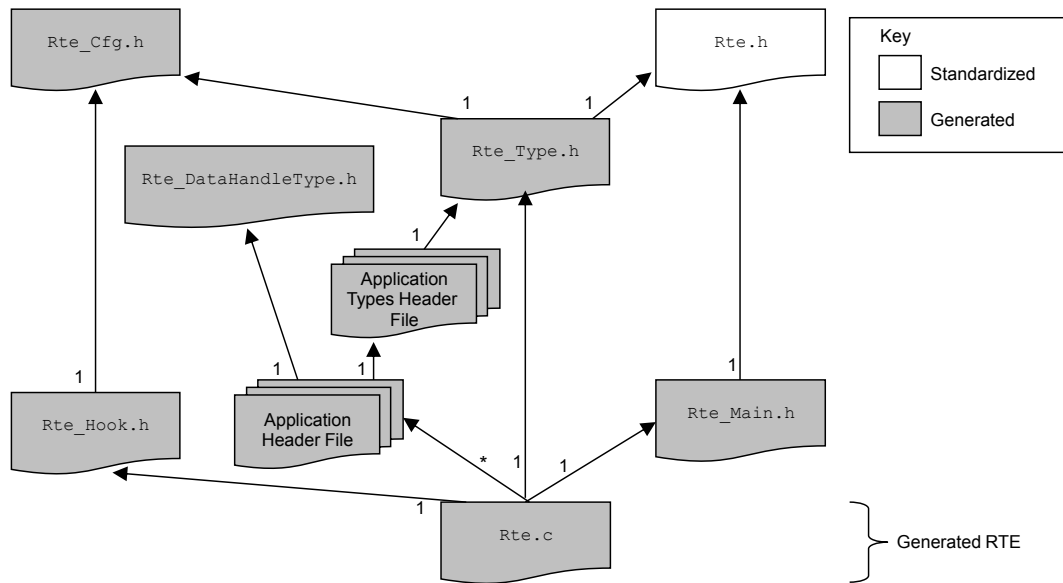 Rte_Cfg.h
Rte.h
Key
Standardized
Generated
1
1
Rte_Type.h
Rte_DataHandleType.h
1
Application
Types Header
File
1
1
1
1
Rte_Hook.h
Application
Header File
Rte_Main.h
*
1
1
1
Rte.c
Generated RTE